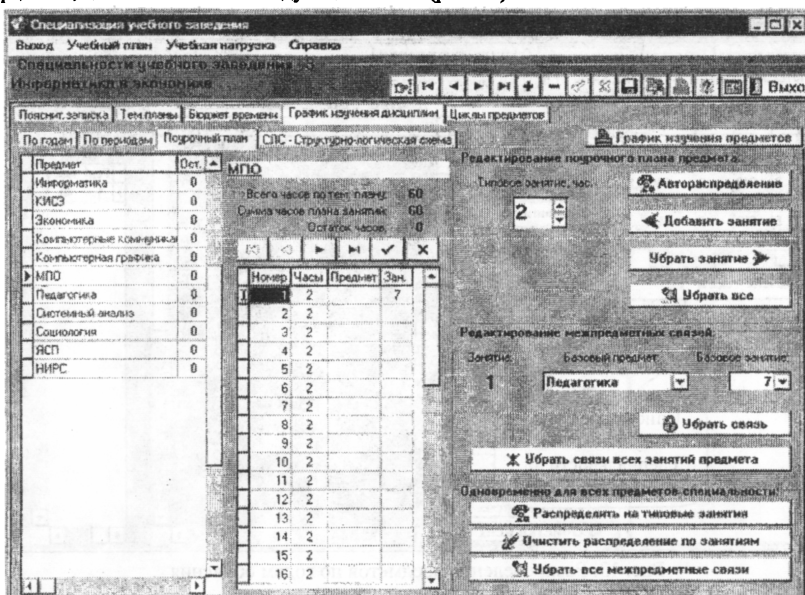 Специализация учебного заведения
Выход Учебный план Учебная нагрузка Справка
Специальности учебного заведения
Информатика в экономике
Выхо
Пояснит. записка Тем.планы Бюджет времени График изучения дисциплин Циклы предметов
По годам По периодам Поурочный план СЛС - Структурно-логическая схема
График изучения предметов
Предмет Ост.
Информатика 0
КИСЭ 0
Экономика 0
Компьютерные коммуникац 0
Компьютерная графика 0
МПО 0
Педагогика 0
Системный анализ 0
Социология 0
ЯСП 0
НИРС 0
МПО
Всего часов по тем. плану: 60
Сумма часов плана занятий: 60
Остаток часов: 0
Номер Часы Предмет Зан.
1 2 7
2 2
3 2
4 2
5 2
6 2
7 2
8 2
9 2
10 2
11 2
12 2
13 2
14 2
15 2
16 2
Редактирование поурочного плана предмета:
Типовое занятие, час.
2
Автораспределение
Добавить занятие
Убрать занятие
Убрать все
Редактирование межпредметных связей:
Занятие: Базовый предмет: Базовое занятие:
1 Педагогика 7
Убрать связь
Убрать связи всех занятий предмета
Одновременно для всех предметов специальности:
Распределить на типовые занятия
Очистить распределение по занятиям
Убрать все межпредметные связи